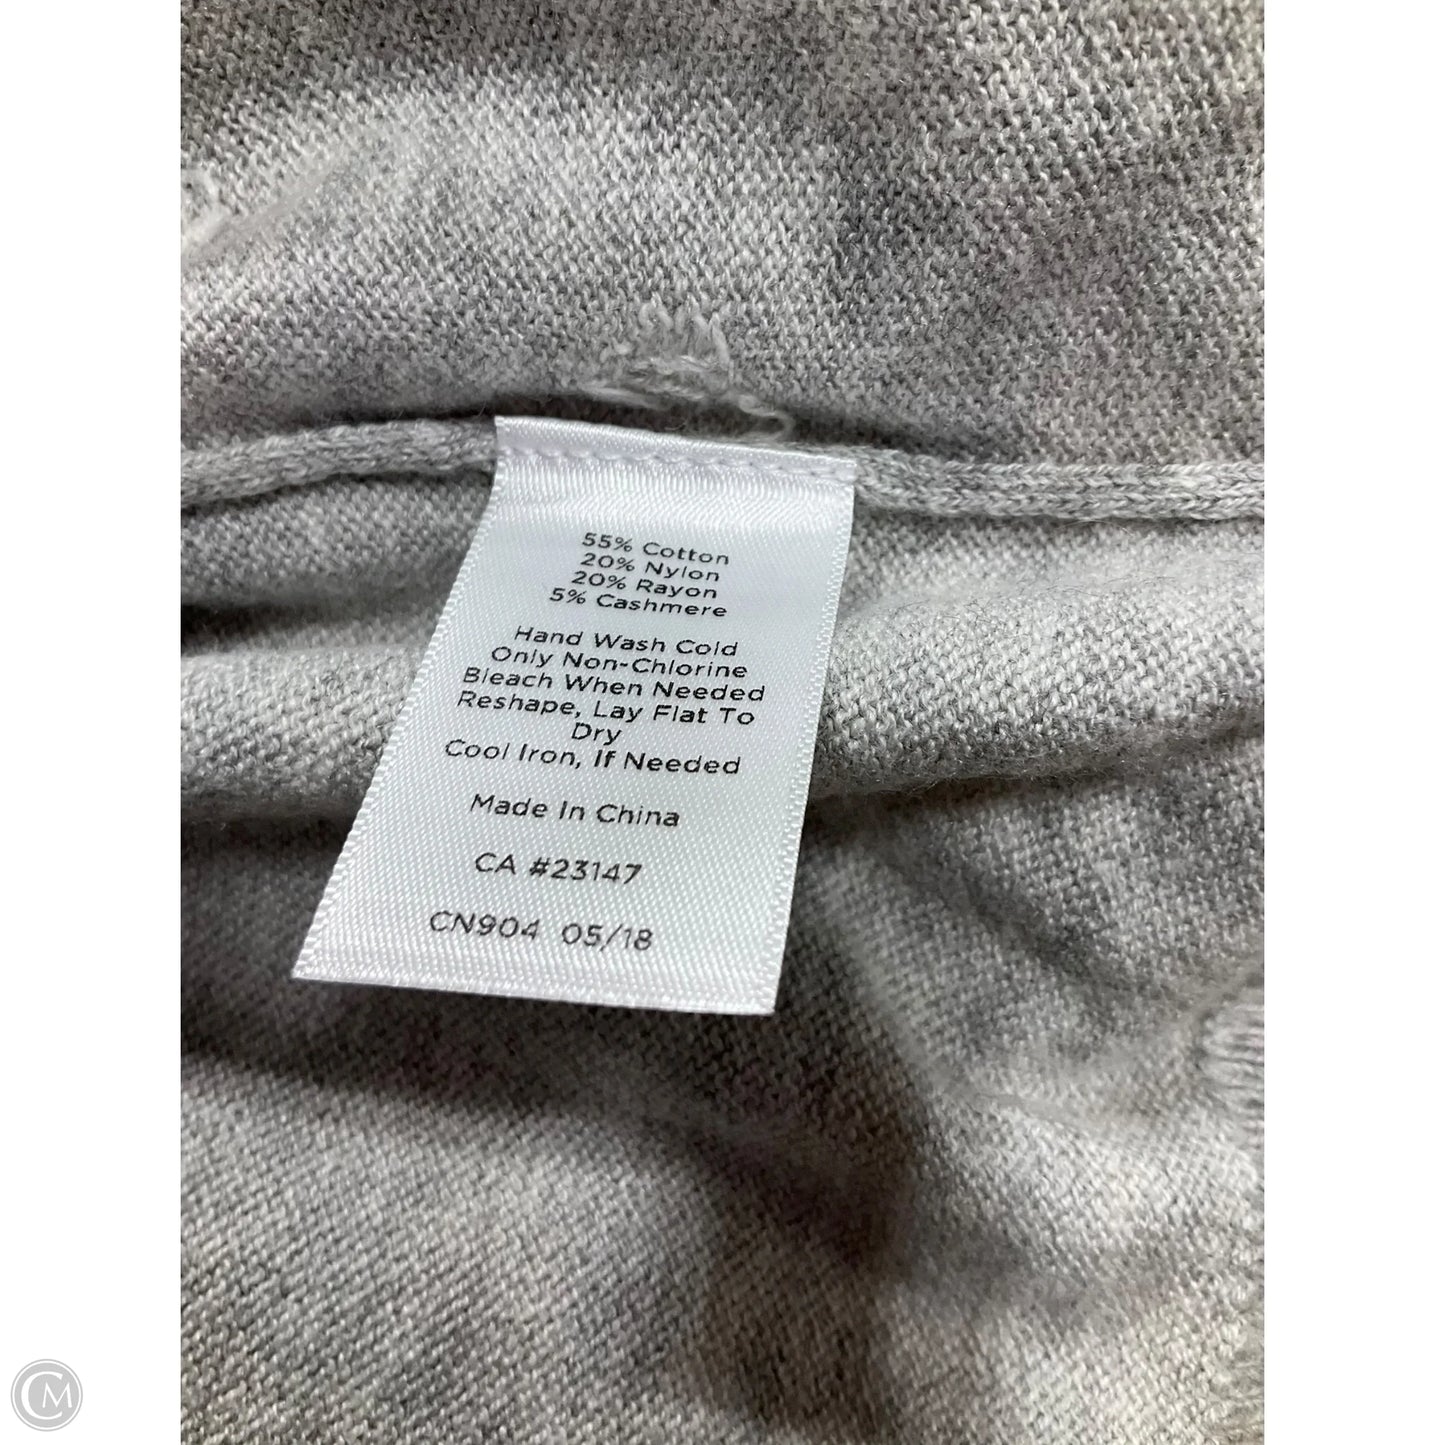 55% Cotton
20% Nylon
20% Rayon
5% Cashmere
Hand Wash Cold
Only Non-Chlorine
Bleach When Needed
Reshape, Lay Flat To
Dry
Cool Iron, If Needed
Made In China
CA #23147
CN904 05/18
CM